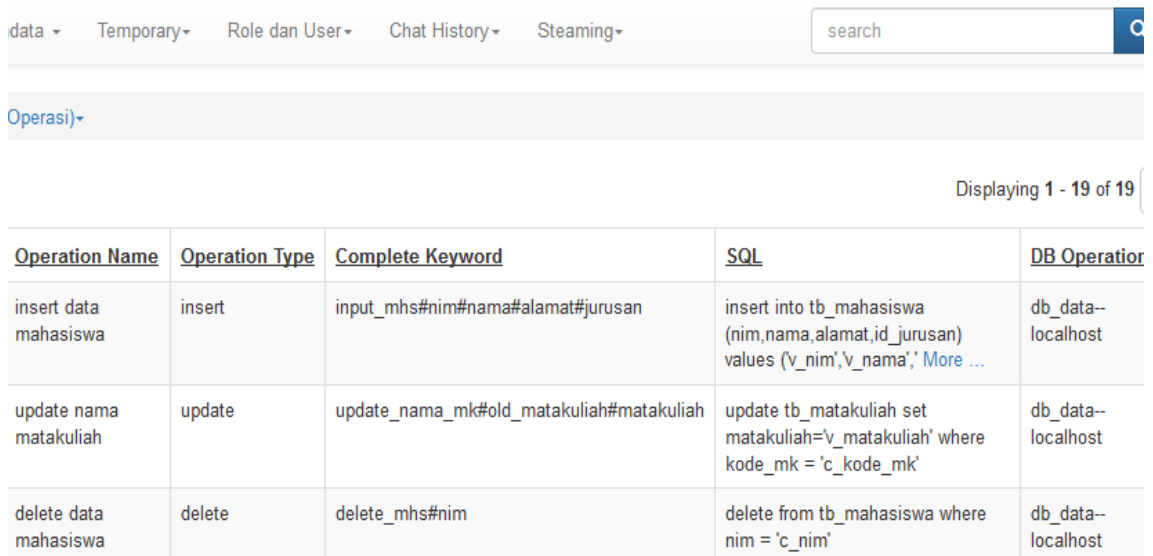 data Temporary Role dan User Chat History Steaming search
Operasi)
Displaying 1 - 19 of 19
Operation Name Operation Type Complete Keyword SQL DB Operation
insert data
mahasiswa
insert
input_mhs#nim#nama#alamat#jurusan
insert into tb_mahasiswa
(nim,nama,alamat,id_jurusan)
values ('v_nim','v_nama',' More ...
db_data--
localhost
update nama
matakuliah
update
update_nama_mk#old_matakuliah#matakuliah
update tb_matakuliah set
matakuliah='v_matakuliah' where
kode_mk = 'c_kode_mk'
db_data--
localhost
delete data
mahasiswa
delete
delete_mhs#nim
delete from tb_mahasiswa where
nim = 'c_nim'
db_data--
localhost